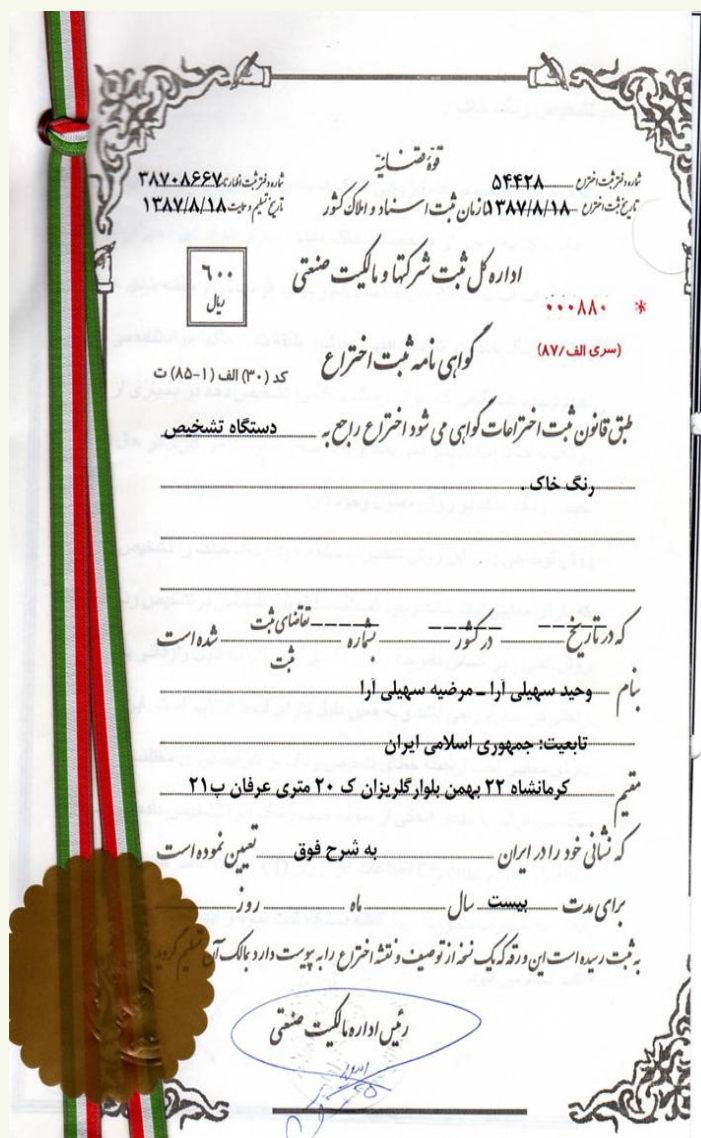 قوهٔ قضائیه
شماره دفتر ثبت اختراع ۵۴۴۲۸
شماره دفتر ثبت اظهارنامه ۳۸۷۰۸۶۶۷
تاریخ ثبت اختراع ۱۳۸۷/۸/۱۸
سازمان ثبت اسناد و املاک کشور
تاریخ تسلیم و حمایت ۱۳۸۷/۸/۱۸
اداره کل ثبت شرکتها و مالکیت صنعتی
۶۰۰
ریال
* ۰۰۰۸۸۰
(سری الف/۸۷)
گواهی نامه ثبت اختراع
کد (۳۰) الف (۱-۸۵) ت
طبق قانون ثبت اختراعات گواهی می شود اختراع راجع به دستگاه تشخیص
رنگ خاک .
که در تاریخ ------ در کشور ------ بشماره ------ تقاضای ثبت شده است
ثبت
بنام وحید سهیلی آرا - مرضیه سهیلی آرا
تابعیت: جمهوری اسلامی ایران
مقیم کرمانشاه ۲۲ بهمن بلوار گلریزان ک ۲۰ متری عرفان پ ۲۱
که نشانی خود را در ایران به شرح فوق تعیین نموده است
برای مدت بیست سال ماه روز
به ثبت رسیده است این ورقه که یک نسخه از توصیف و نقشه اختراع را به پیوست دارد بمالک آن تسلیم گردید
رئیس اداره مالکیت صنعتی